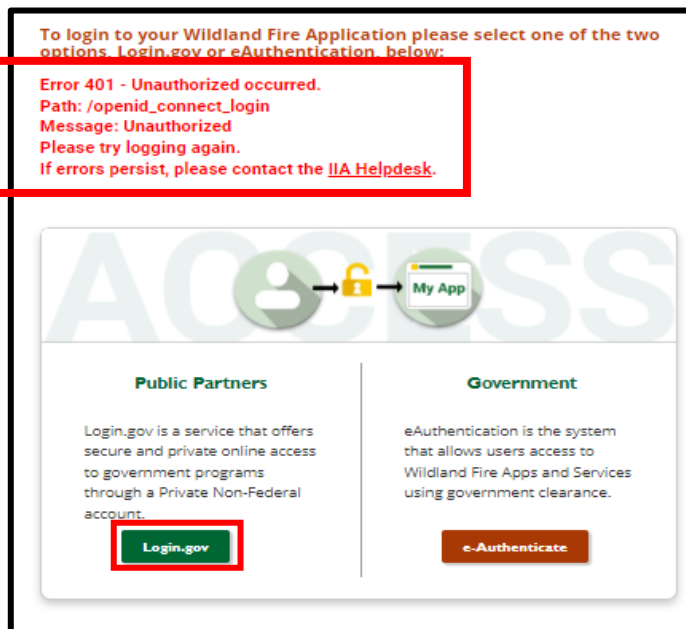 To login to your Wildland Fire Application please select one of the two
options, Login.gov or eAuthentication, below:
Error 401 - Unauthorized occurred.
Path: /openid_connect_login
Message: Unauthorized
Please try logging again.
If errors persist, please contact the IIA Helpdesk.
ACCESS
My App
Public Partners
Login.gov is a service that offers
secure and private online access
to government programs
through a Private Non-Federal
account.
Login.gov
Government
eAuthentication is the system
that allows users access to
Wildland Fire Apps and Services
using government clearance.
e-Authenticate